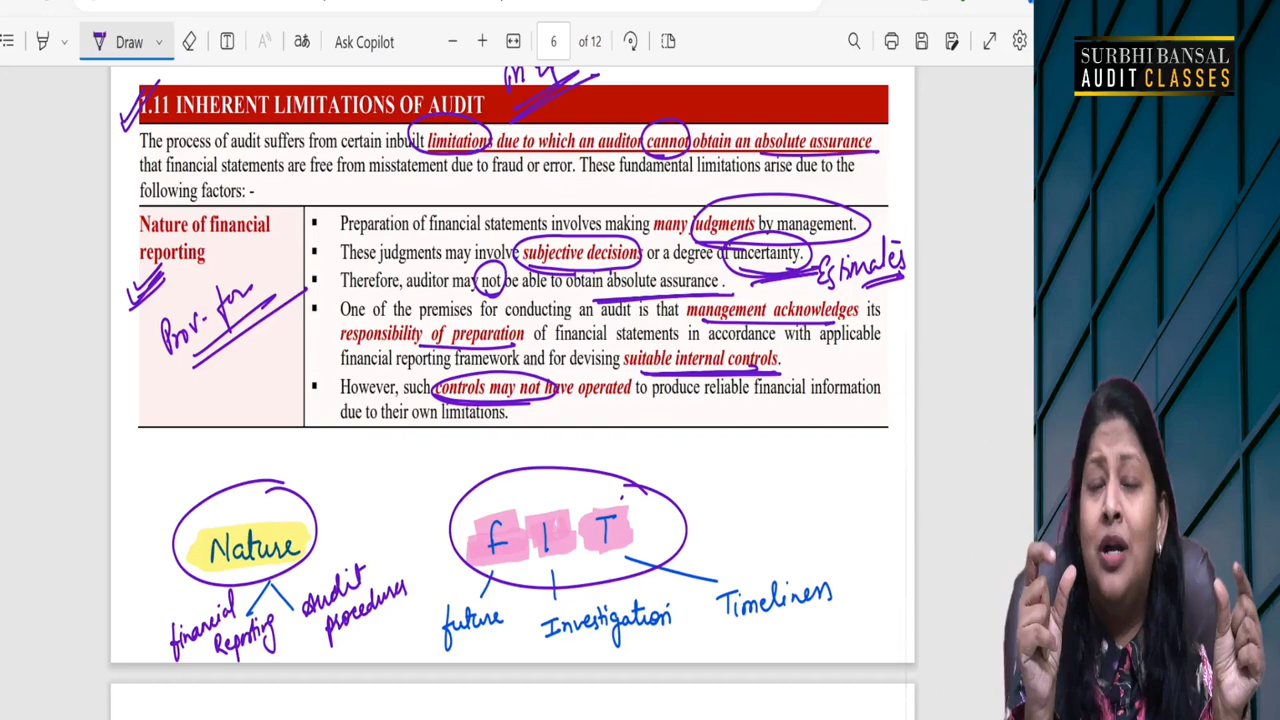 Draw
Ask Copilot
6 of 12
SURBHI BANSAL
AUDIT CLASSES
1.11 INHERENT LIMITATIONS OF AUDIT
The process of audit suffers from certain inbuilt limitations due to which an auditor cannot obtain an absolute assurance
that financial statements are free from misstatement due to fraud or error. These fundamental limitations arise due to the
following factors: -
Nature of financial
reporting
Prov. for
▪ Preparation of financial statements involves making many judgments by management.
▪ These judgments may involve subjective decisions or a degree of uncertainty.
Estimates
▪ Therefore, auditor may not be able to obtain absolute assurance .
▪ One of the premises for conducting an audit is that management acknowledges its
responsibility of preparation of financial statements in accordance with applicable
financial reporting framework and for devising suitable internal controls.
▪ However, such controls may not have operated to produce reliable financial information
due to their own limitations.
Nature
financial
Reporting
Audit
procedures
f I T
future
Investigation
Timeliness